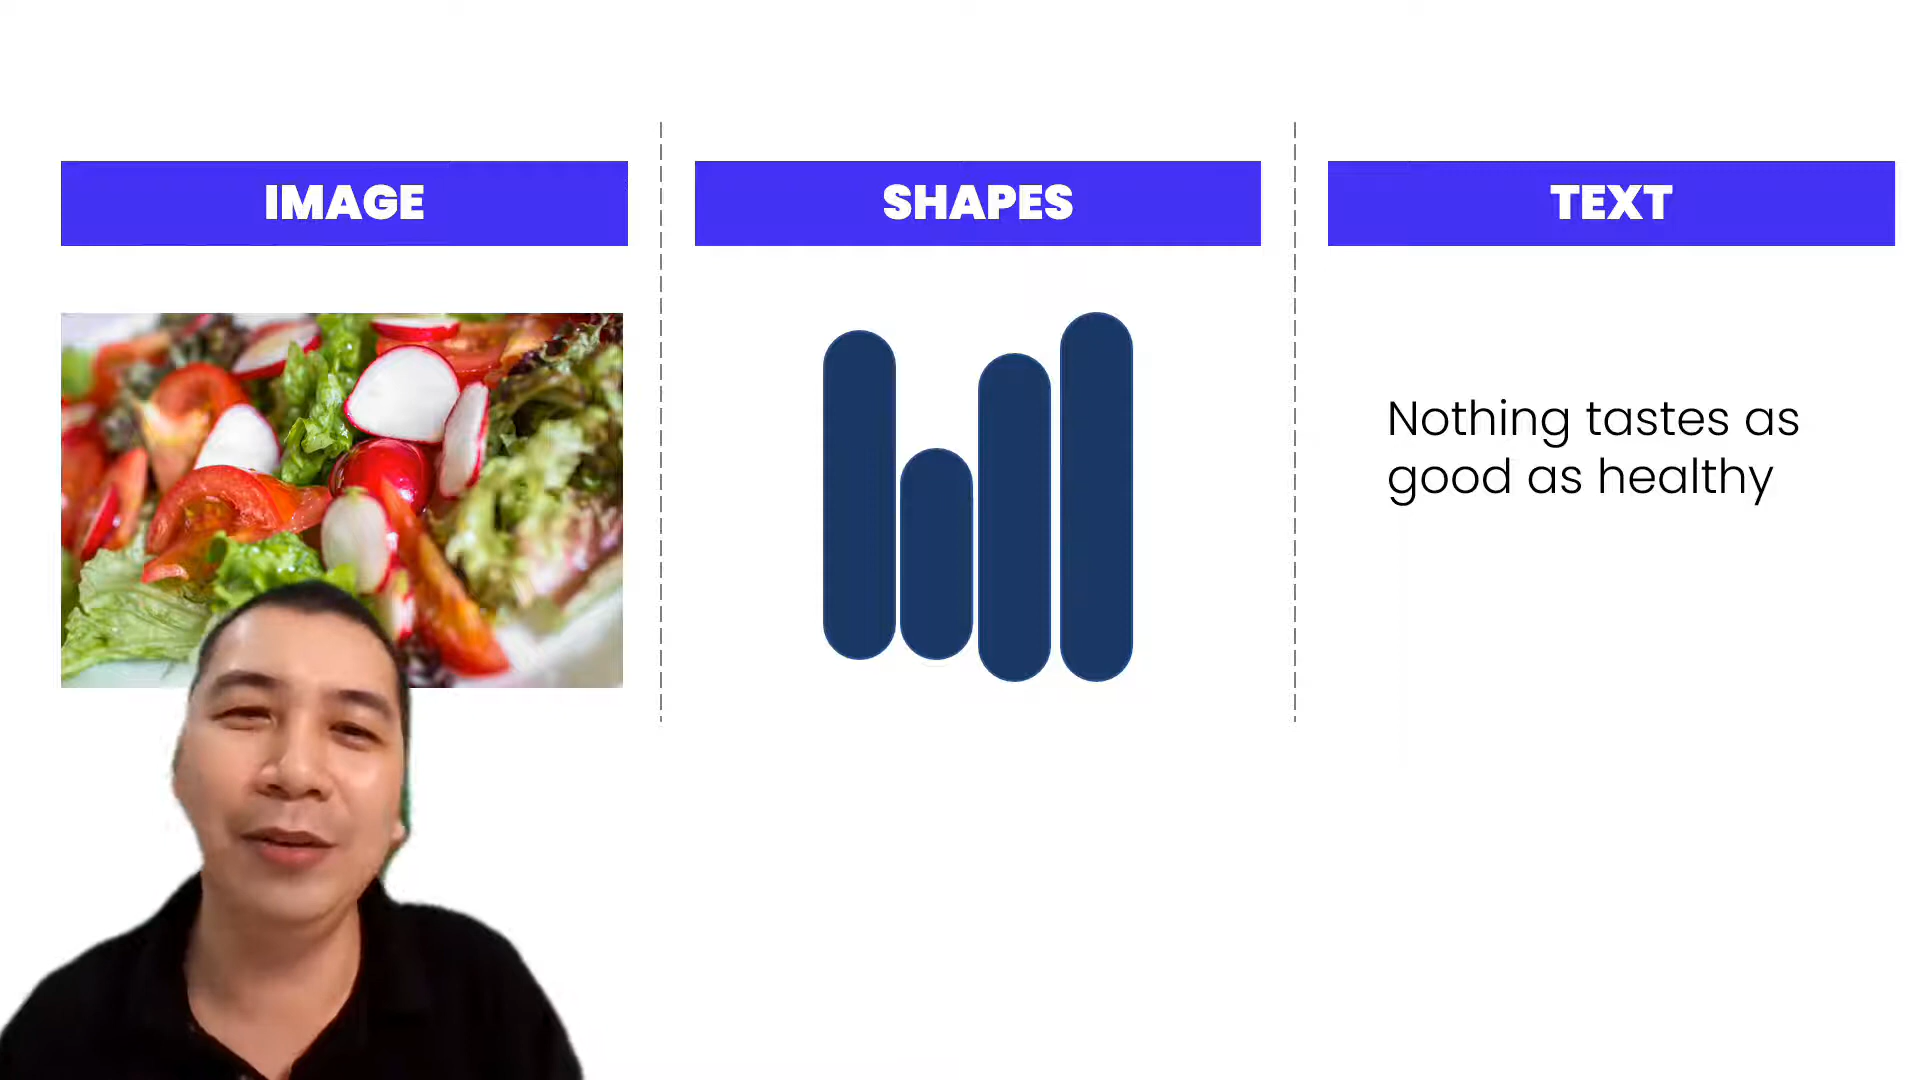 IMAGE
SHAPES
TEXT
Nothing tastes as
good as healthy